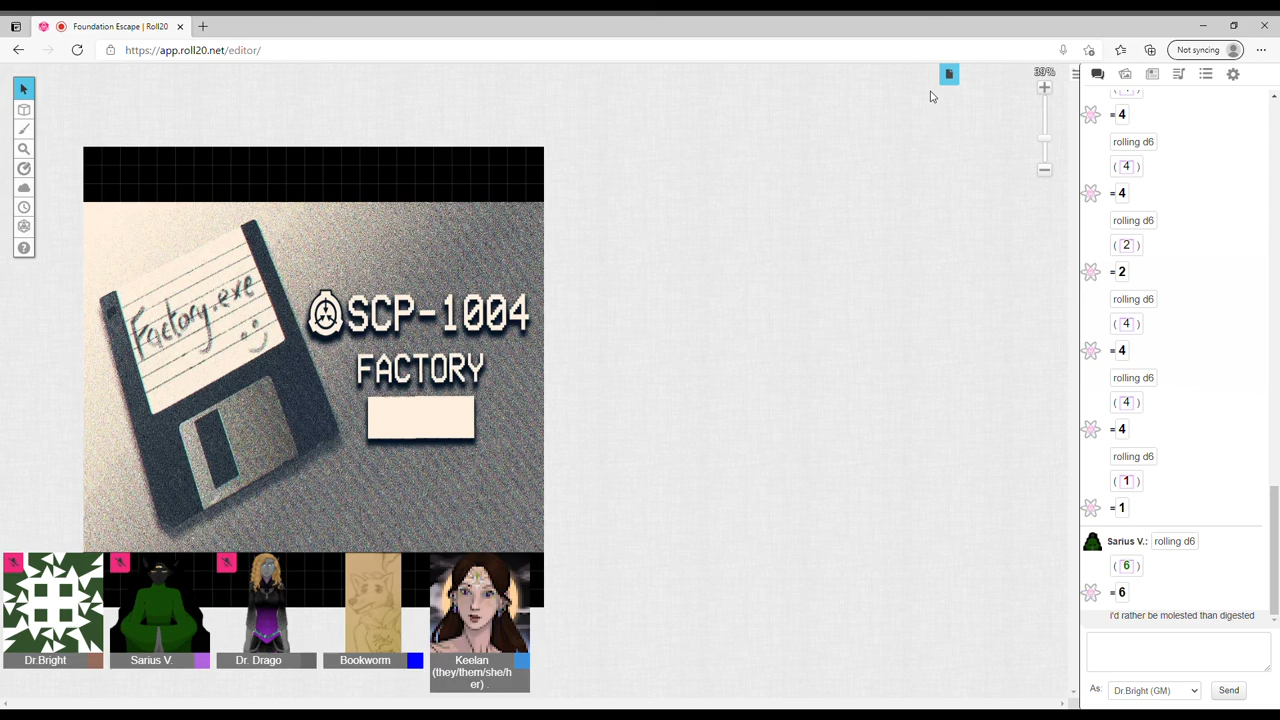 Foundation Escape | Roll20
https://app.roll20.net/editor/
Not syncing
39%
= 4
rolling d6
( 4 )
= 4
rolling d6
( 2 )
= 2
rolling d6
( 4 )
= 4
rolling d6
( 4 )
= 4
rolling d6
( 1 )
= 1
Sarius V.: rolling d6
( 6 )
= 6
i'd rather be molested than digested
As: Dr.Bright (GM) Send
Factory.exe
SCP-1004
FACTORY
Dr.Bright
Sarius V.
Dr. Drago
Bookworm
Keelan
(they/them/she/h
er) .